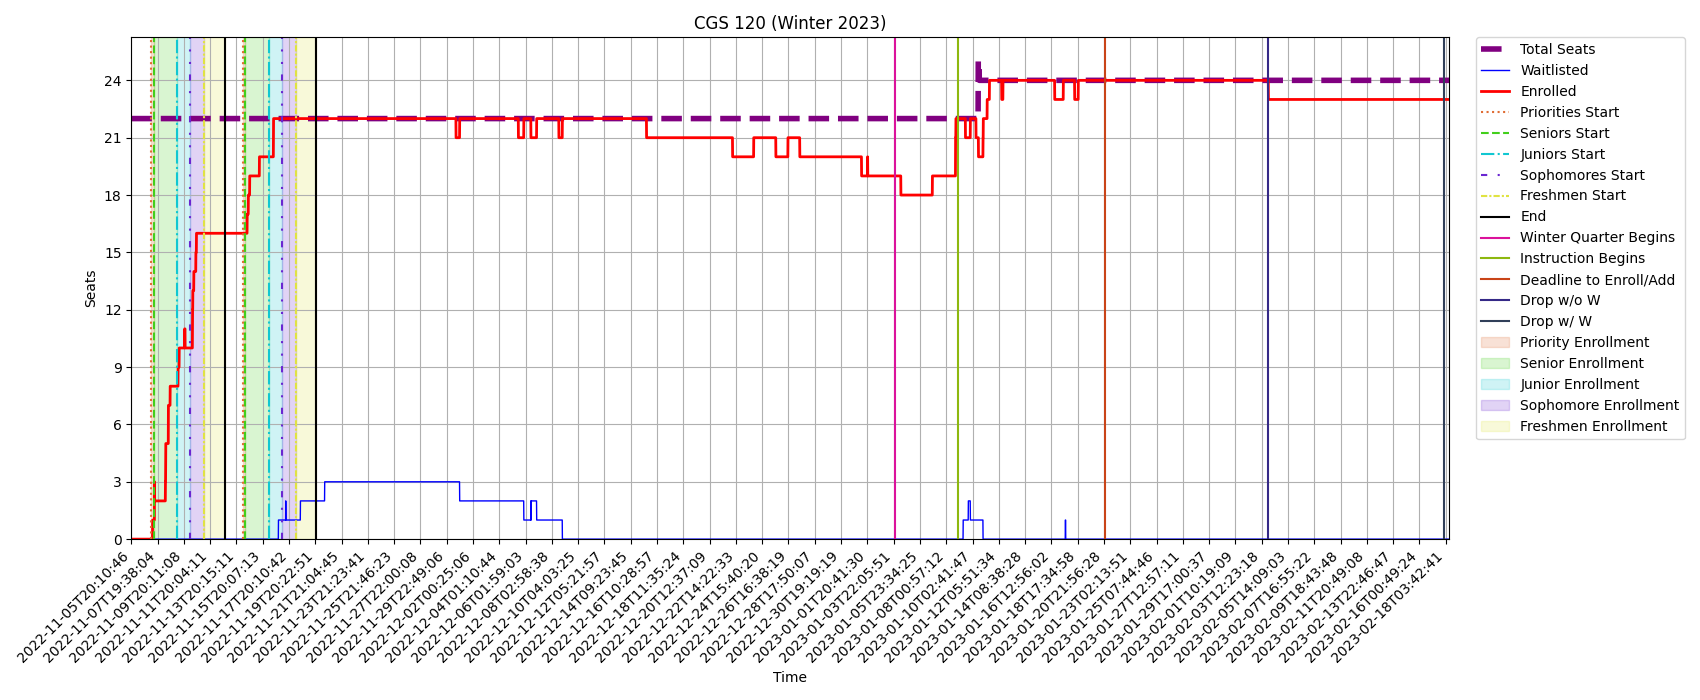 CGS 120 (Winter 2023)
Seats
24
21
18
15
12
9
6
3
0
2022-11-05T20:10:46
2022-11-07T19:38:04
2022-11-09T20:11:08
2022-11-11T10:04:11
2022-11-13T20:15:11
2022-11-15T20:07:13
2022-11-17T20:10:42
2022-11-19T20:22:51
2022-11-21T21:04:45
2022-11-23T21:23:41
2022-11-25T21:46:23
2022-11-27T22:00:08
2022-11-29T22:49:06
2022-12-02T00:25:06
2022-12-04T01:10:44
2022-12-06T01:59:03
2022-12-08T02:58:38
2022-12-10T04:03:25
2022-12-12T05:21:57
2022-12-14T09:23:45
2022-12-16T10:28:57
2022-12-18T11:35:24
2022-12-20T12:37:09
2022-12-22T14:22:33
2022-12-24T15:40:20
2022-12-26T16:38:19
2022-12-28T17:50:07
2022-12-30T19:19:19
2023-01-01T20:41:30
2023-01-03T22:05:51
2023-01-05T23:34:25
2023-01-08T00:57:12
2023-01-10T02:41:47
2023-01-12T05:51:34
2023-01-14T08:38:28
2023-01-16T12:56:02
2023-01-18T17:34:58
2023-01-20T21:56:28
2023-01-23T02:13:51
2023-01-25T07:44:46
2023-01-27T12:57:11
2023-01-29T17:00:37
2023-02-01T10:19:09
2023-02-03T12:23:18
2023-02-05T14:09:03
2023-02-07T16:55:22
2023-02-09T18:43:48
2023-02-11T20:49:08
2023-02-13T22:46:47
2023-02-16T00:49:24
2023-02-18T03:42:41
Time
Total Seats
Waitlisted
Enrolled
Priorities Start
Seniors Start
Juniors Start
Sophomores Start
Freshmen Start
End
Winter Quarter Begins
Instruction Begins
Deadline to Enroll/Add
Drop w/o W
Drop w/ W
Priority Enrollment
Senior Enrollment
Junior Enrollment
Sophomore Enrollment
Freshmen Enrollment